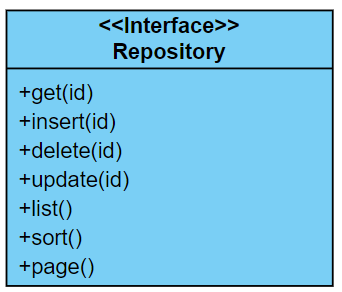 <<Interface>>
Repository
+get(id)
+insert(id)
+delete(id)
+update(id)
+list()
+sort()
+page()